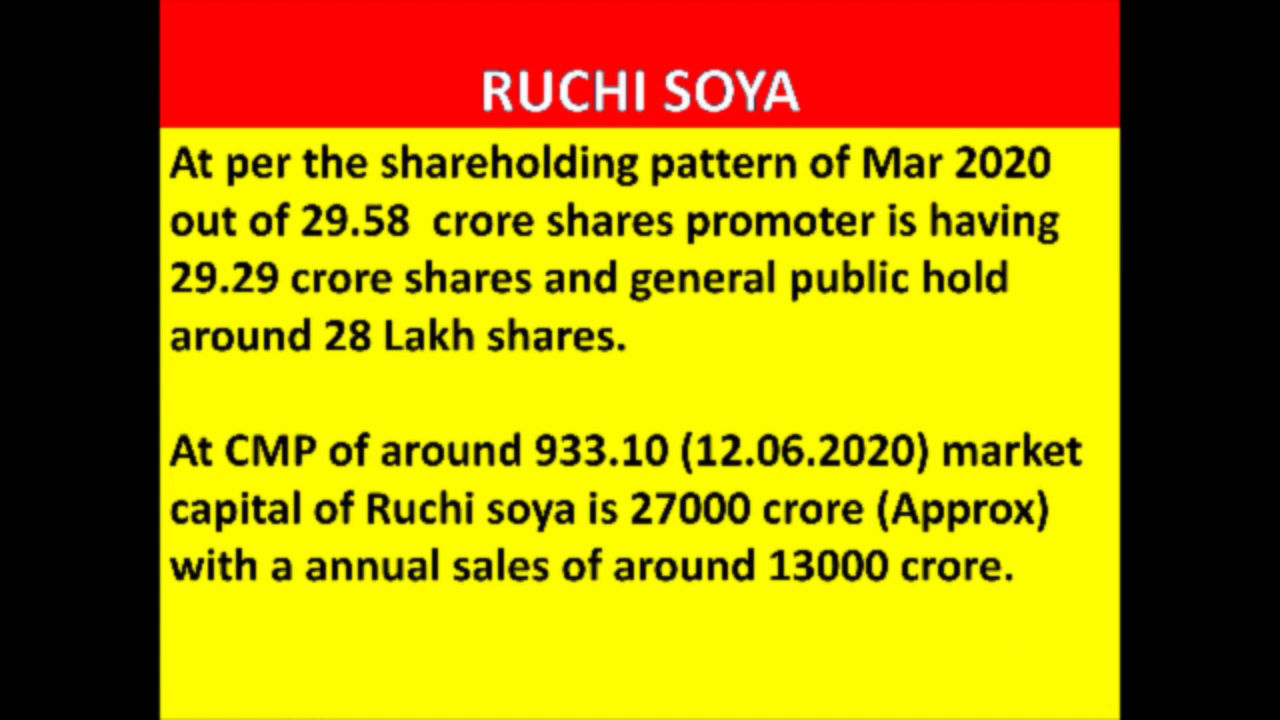 RUCHI SOYA
At per the shareholding pattern of Mar 2020
out of 29.58 crore shares promoter is having
29.29 crore shares and general public hold
around 28 Lakh shares.
At CMP of around 933.10 (12.06.2020) market
capital of Ruchi soya is 27000 crore (Approx)
with a annual sales of around 13000 crore.